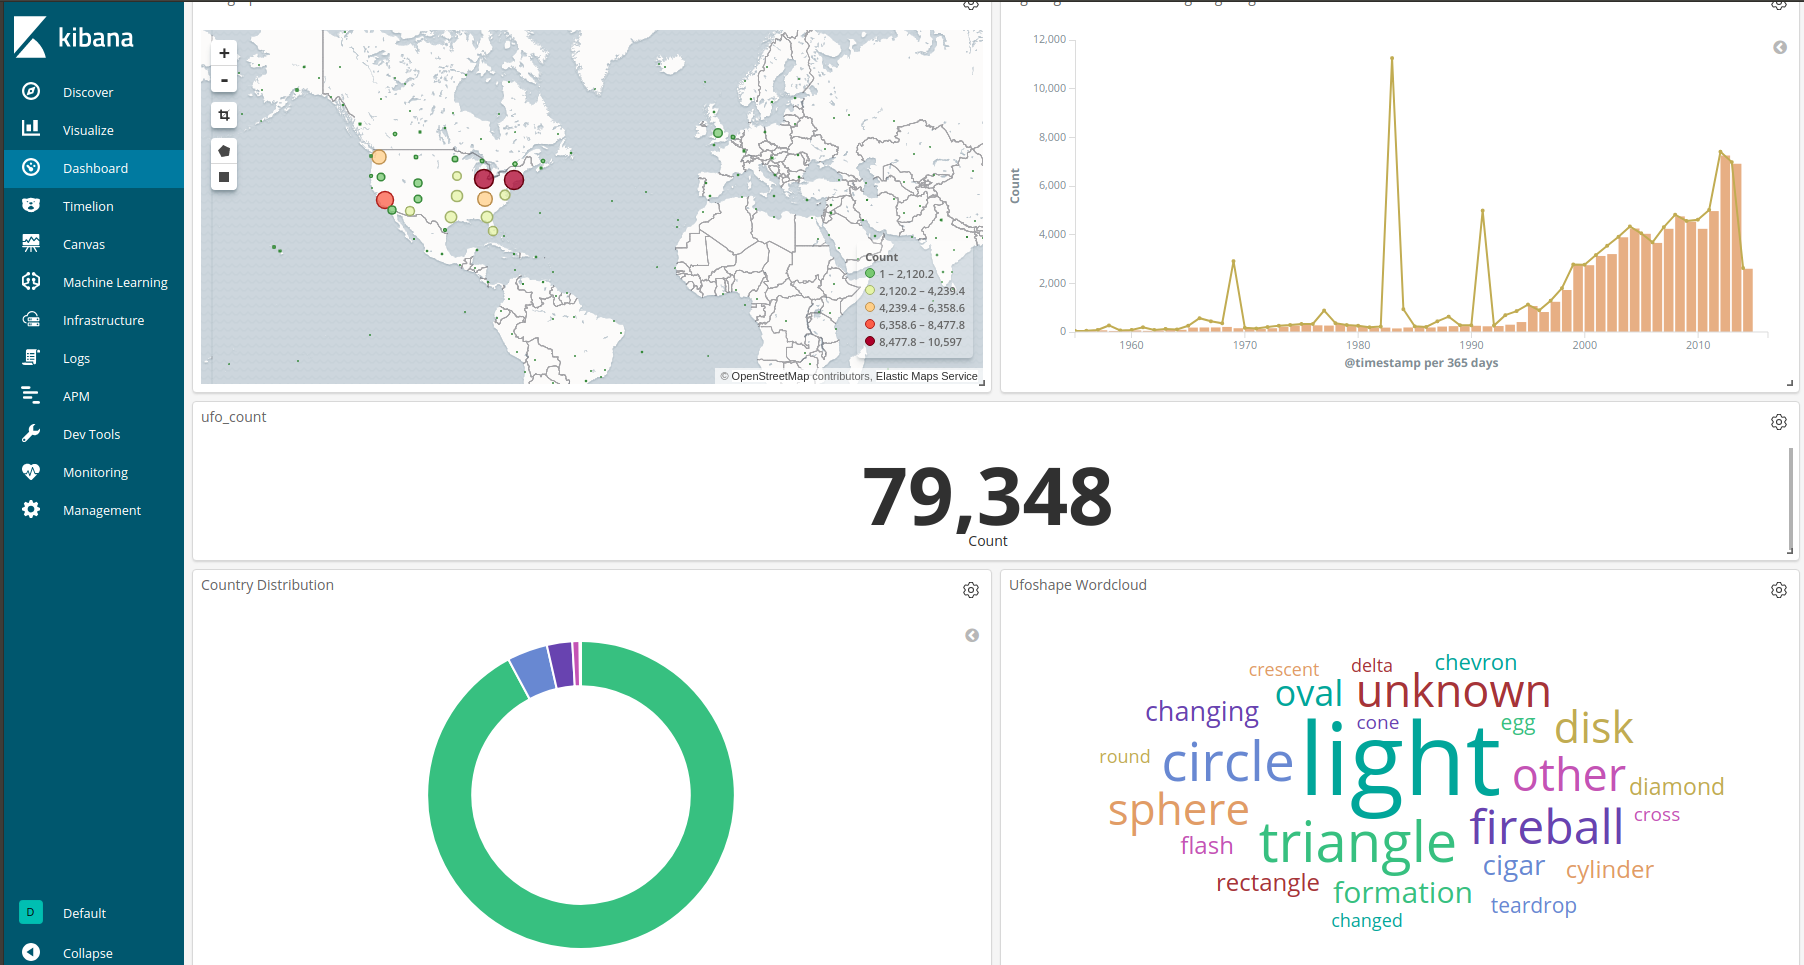 kibana
Discover
Visualize
Dashboard
Timelion
Canvas
Machine Learning
Infrastructure
Logs
APM
Dev Tools
Monitoring
Management
D Default
Collapse
+
-
Count
1 – 2,120.2
2,120.2 – 4,239.4
4,239.4 – 6,358.6
6,358.6 – 8,477.8
8,477.8 – 10,597
© OpenStreetMap contributors, Elastic Maps Service
12,000
10,000
8,000
6,000
4,000
2,000
0
Count
1960 1970 1980 1990 2000 2010
@timestamp per 365 days
ufo_count
79,348
Count
Country Distribution
Ufoshape Wordcloud
crescent delta chevron
oval unknown
changing cone egg disk
round circle light other diamond
sphere fireball cross
flash triangle cigar cylinder
rectangle formation teardrop
changed